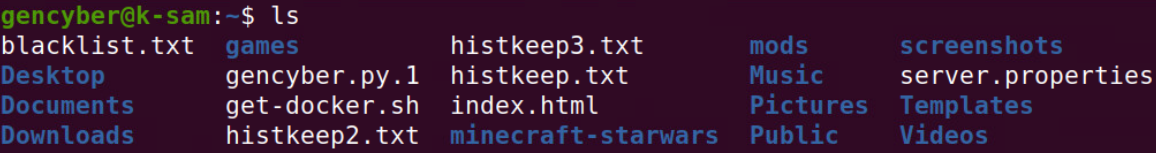 gencyber@k-sam:~$ ls
blacklist.txt  games              histkeep3.txt       mods      screenshots
Desktop        gencyber.py.1      histkeep.txt        Music     server.properties
Documents      get-docker.sh      index.html          Pictures  Templates
Downloads      histkeep2.txt      minecraft-starwars  Public    Videos